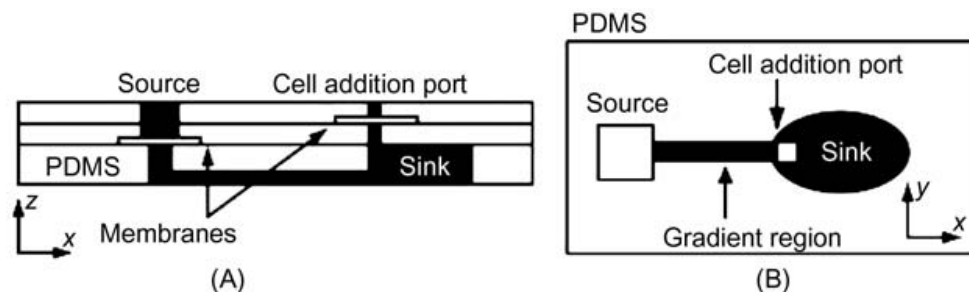 Source
Cell addition port
PDMS
Sink
z
x
Membranes
(A)
PDMS
Cell addition port
Source
Sink
y
x
Gradient region
(B)